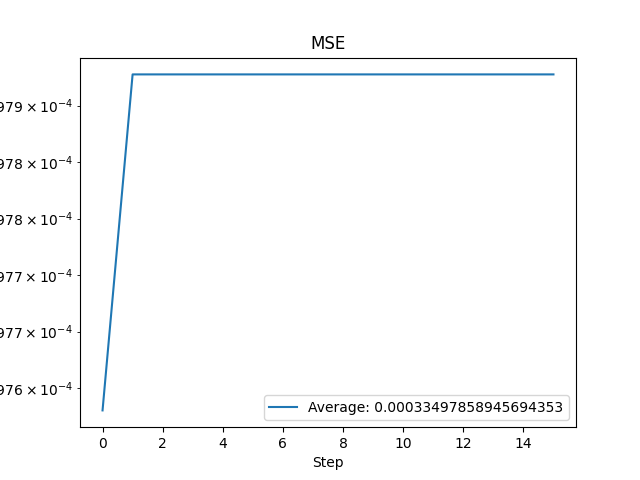 MSE
979 × 10⁻⁴
978 × 10⁻⁴
978 × 10⁻⁴
977 × 10⁻⁴
977 × 10⁻⁴
976 × 10⁻⁴
Average: 0.00033497858945694353
0 2 4 6 8 10 12 14
Step